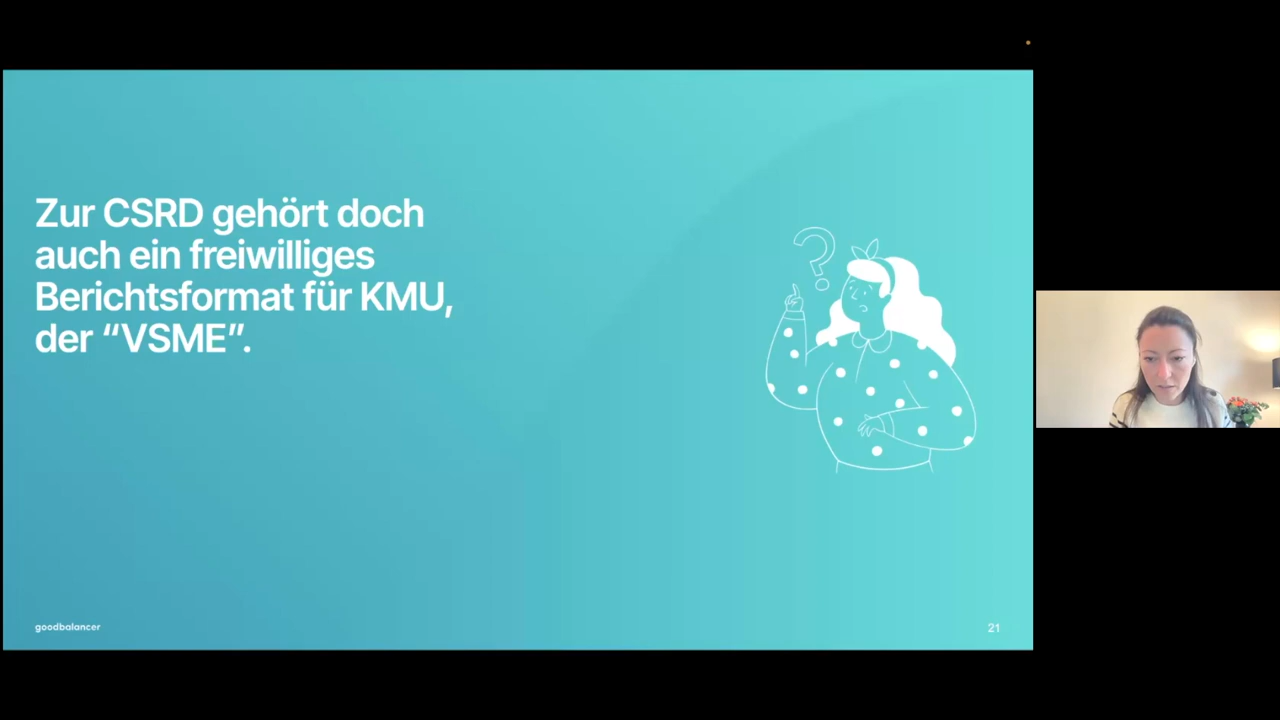 Zur CSRD gehört doch
auch ein freiwilliges
Berichtsformat für KMU,
der “VSME”.
?
goodbalancer
21